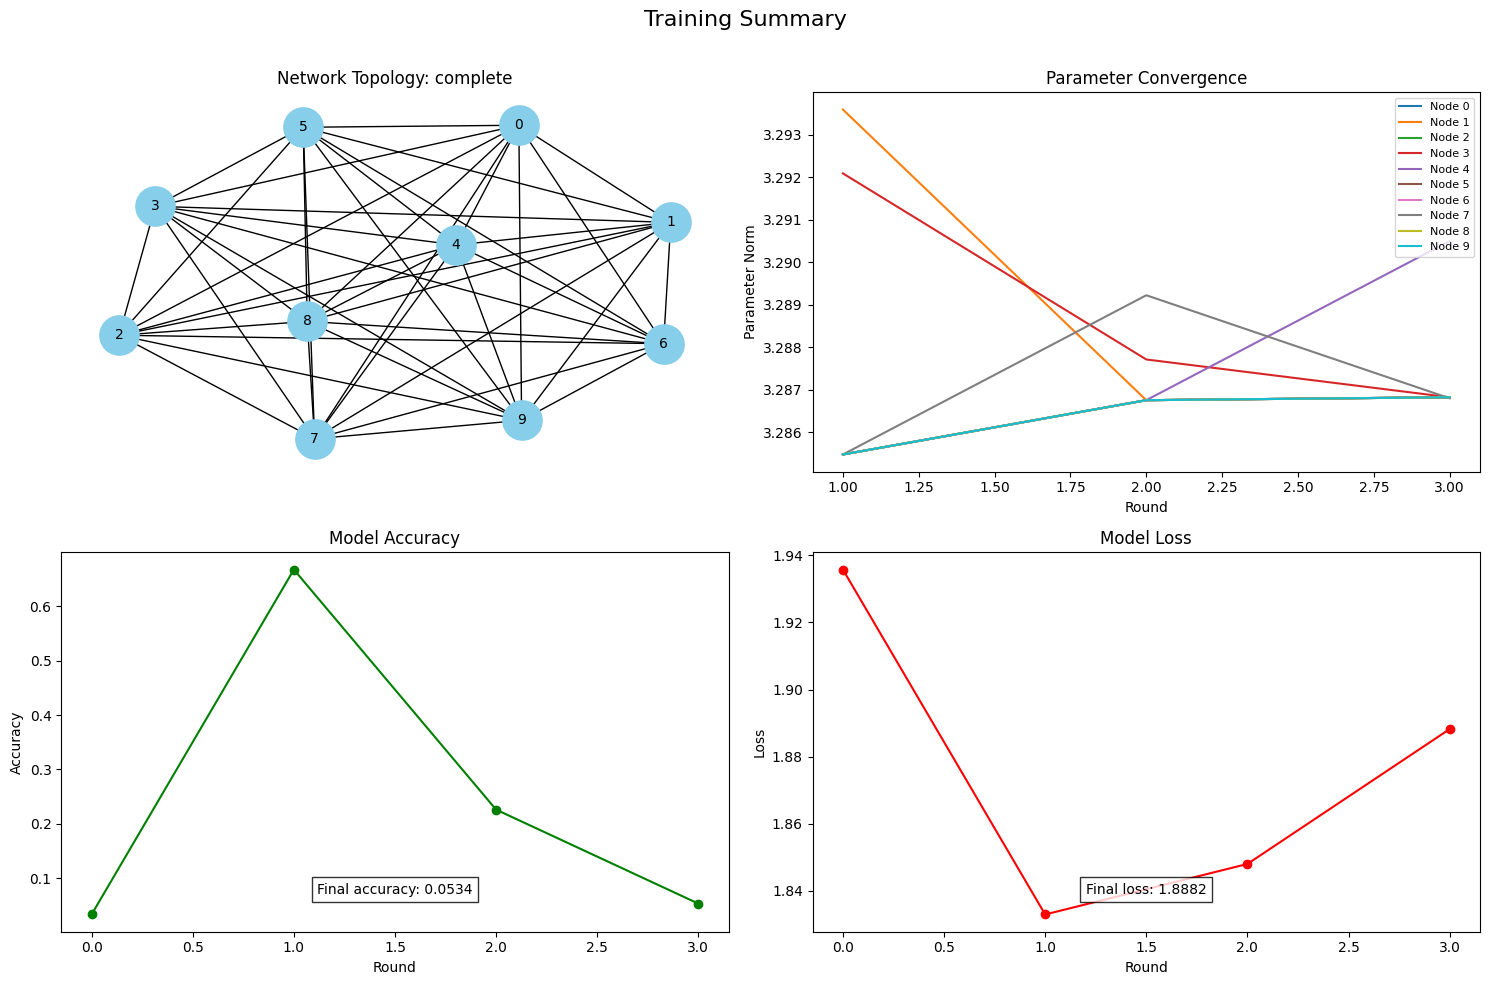 Training Summary
Network Topology: complete
5
0
3
1
4
8
2
6
9
7
Parameter Convergence
Parameter Norm
3.293
3.292
3.291
3.290
3.289
3.288
3.287
3.286
Node 0
Node 1
Node 2
Node 3
Node 4
Node 5
Node 6
Node 7
Node 8
Node 9
1.00 1.25 1.50 1.75 2.00 2.25 2.50 2.75 3.00
Round
Model Accuracy
Accuracy
0.6
0.5
0.4
0.3
0.2
0.1
Final accuracy: 0.0534
0.0 0.5 1.0 1.5 2.0 2.5 3.0
Round
Model Loss
Loss
1.94
1.92
1.90
1.88
1.86
1.84
Final loss: 1.8882
0.0 0.5 1.0 1.5 2.0 2.5 3.0
Round